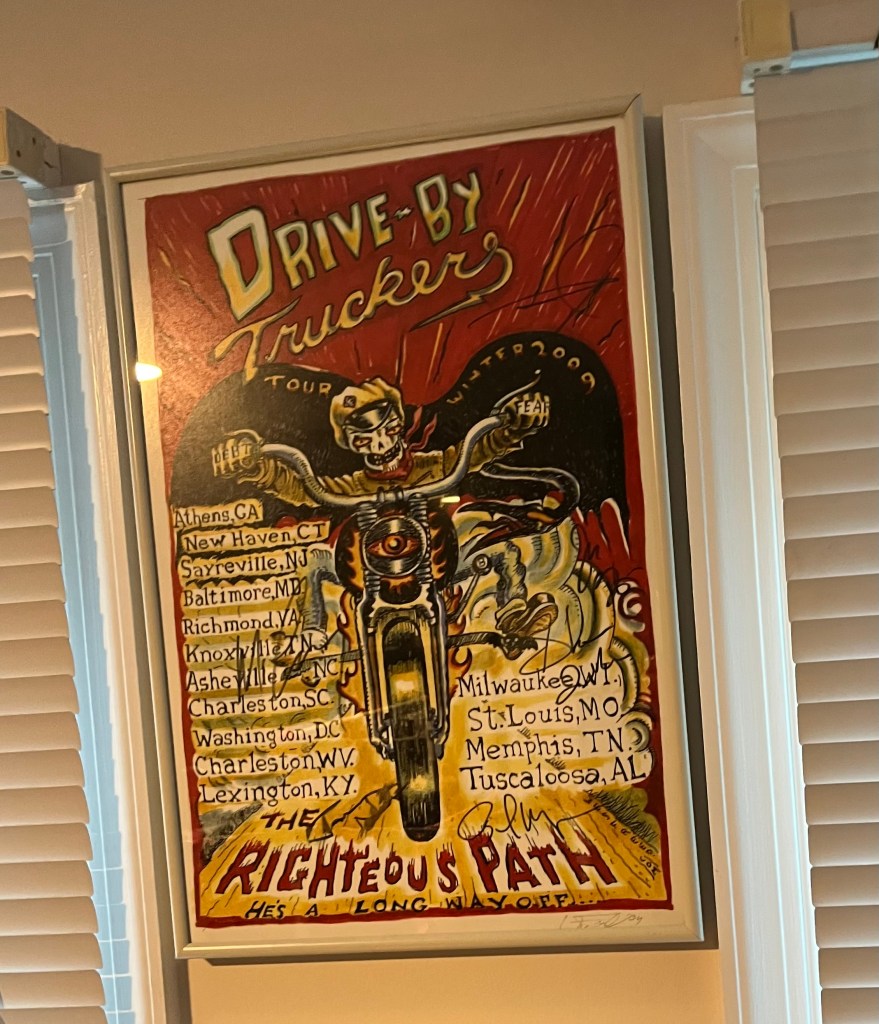 DRIVE-BY
Truckers
TOUR
WINTER 2009
DEBT
FEAR
Athens, GA
New Haven, CT
Sayreville, NJ
Baltimore, MD
Richmond, VA
Knoxville TN
Asheville NC
Charleston, SC
Washington, DC
Charleston WV.
Lexington, KY.
Milwaukee, WI.
St. Louis, MO
Memphis, TN.
Tuscaloosa, AL
THE
RIGHTEOUS PATH
HE'S A LONG WAY OFF...